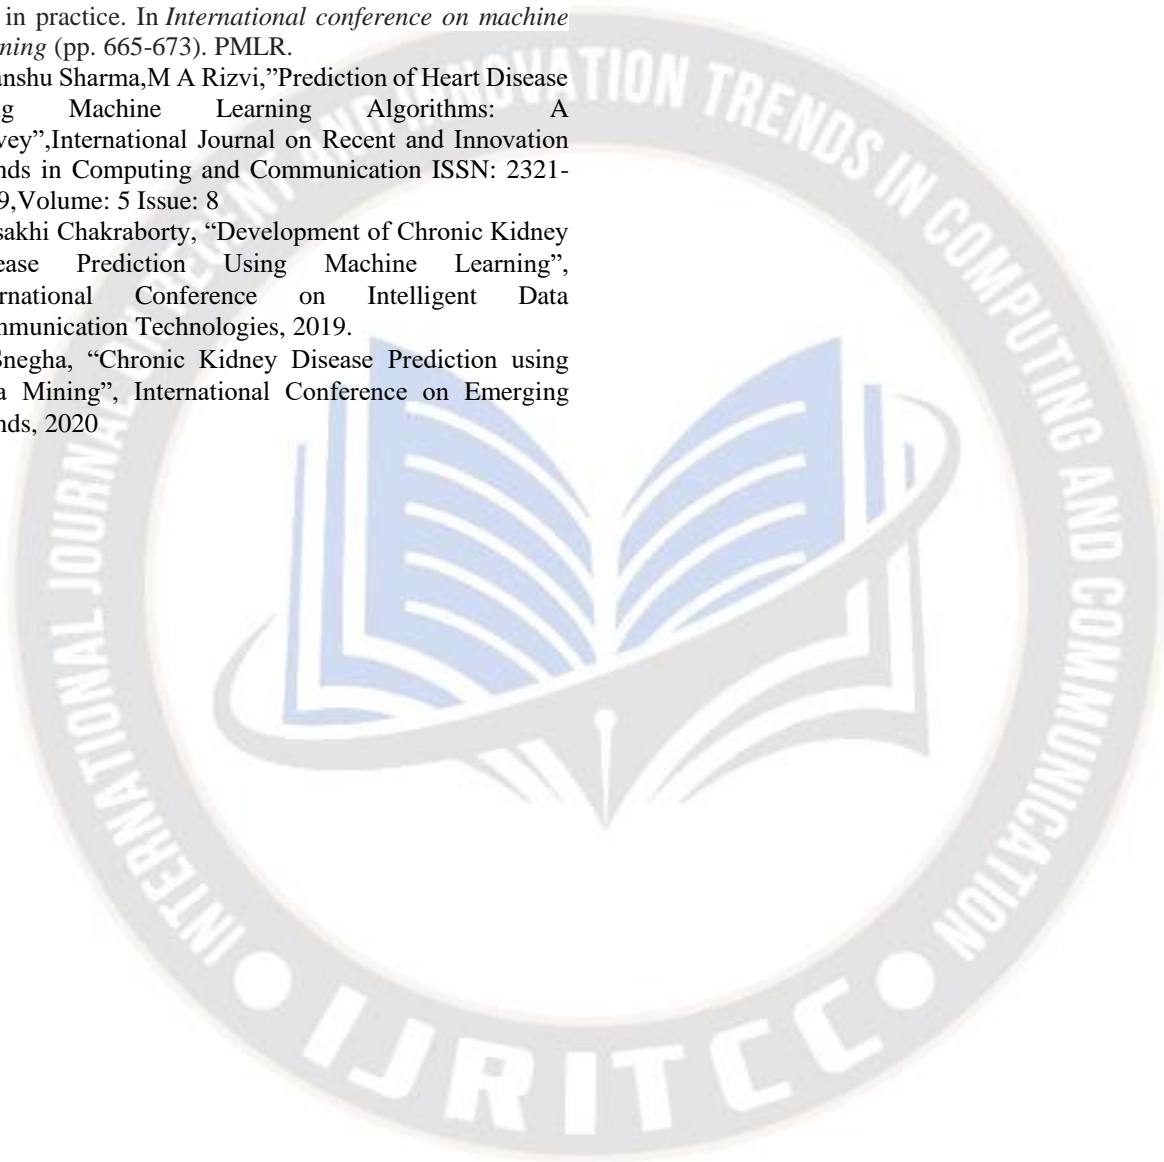 in practice. In International conference on machine
ning (pp. 665-673). PMLR.
anshu Sharma,M A Rizvi,”Prediction of Heart Disease
ng Machine Learning Algorithms: A
vey”,International Journal on Recent and Innovation
nds in Computing and Communication ISSN: 2321-
9,Volume: 5 Issue: 8
sakhi Chakraborty, “Development of Chronic Kidney
ease Prediction Using Machine Learning”,
rnational Conference on Intelligent Data
mmunication Technologies, 2019.
Snegha, “Chronic Kidney Disease Prediction using
a Mining”, International Conference on Emerging
nds, 2020
INTERNATIONAL JOURNAL ON RECENT AND INNOVATION TRENDS IN COMPUTING AND COMMUNICATION
IJRITCC